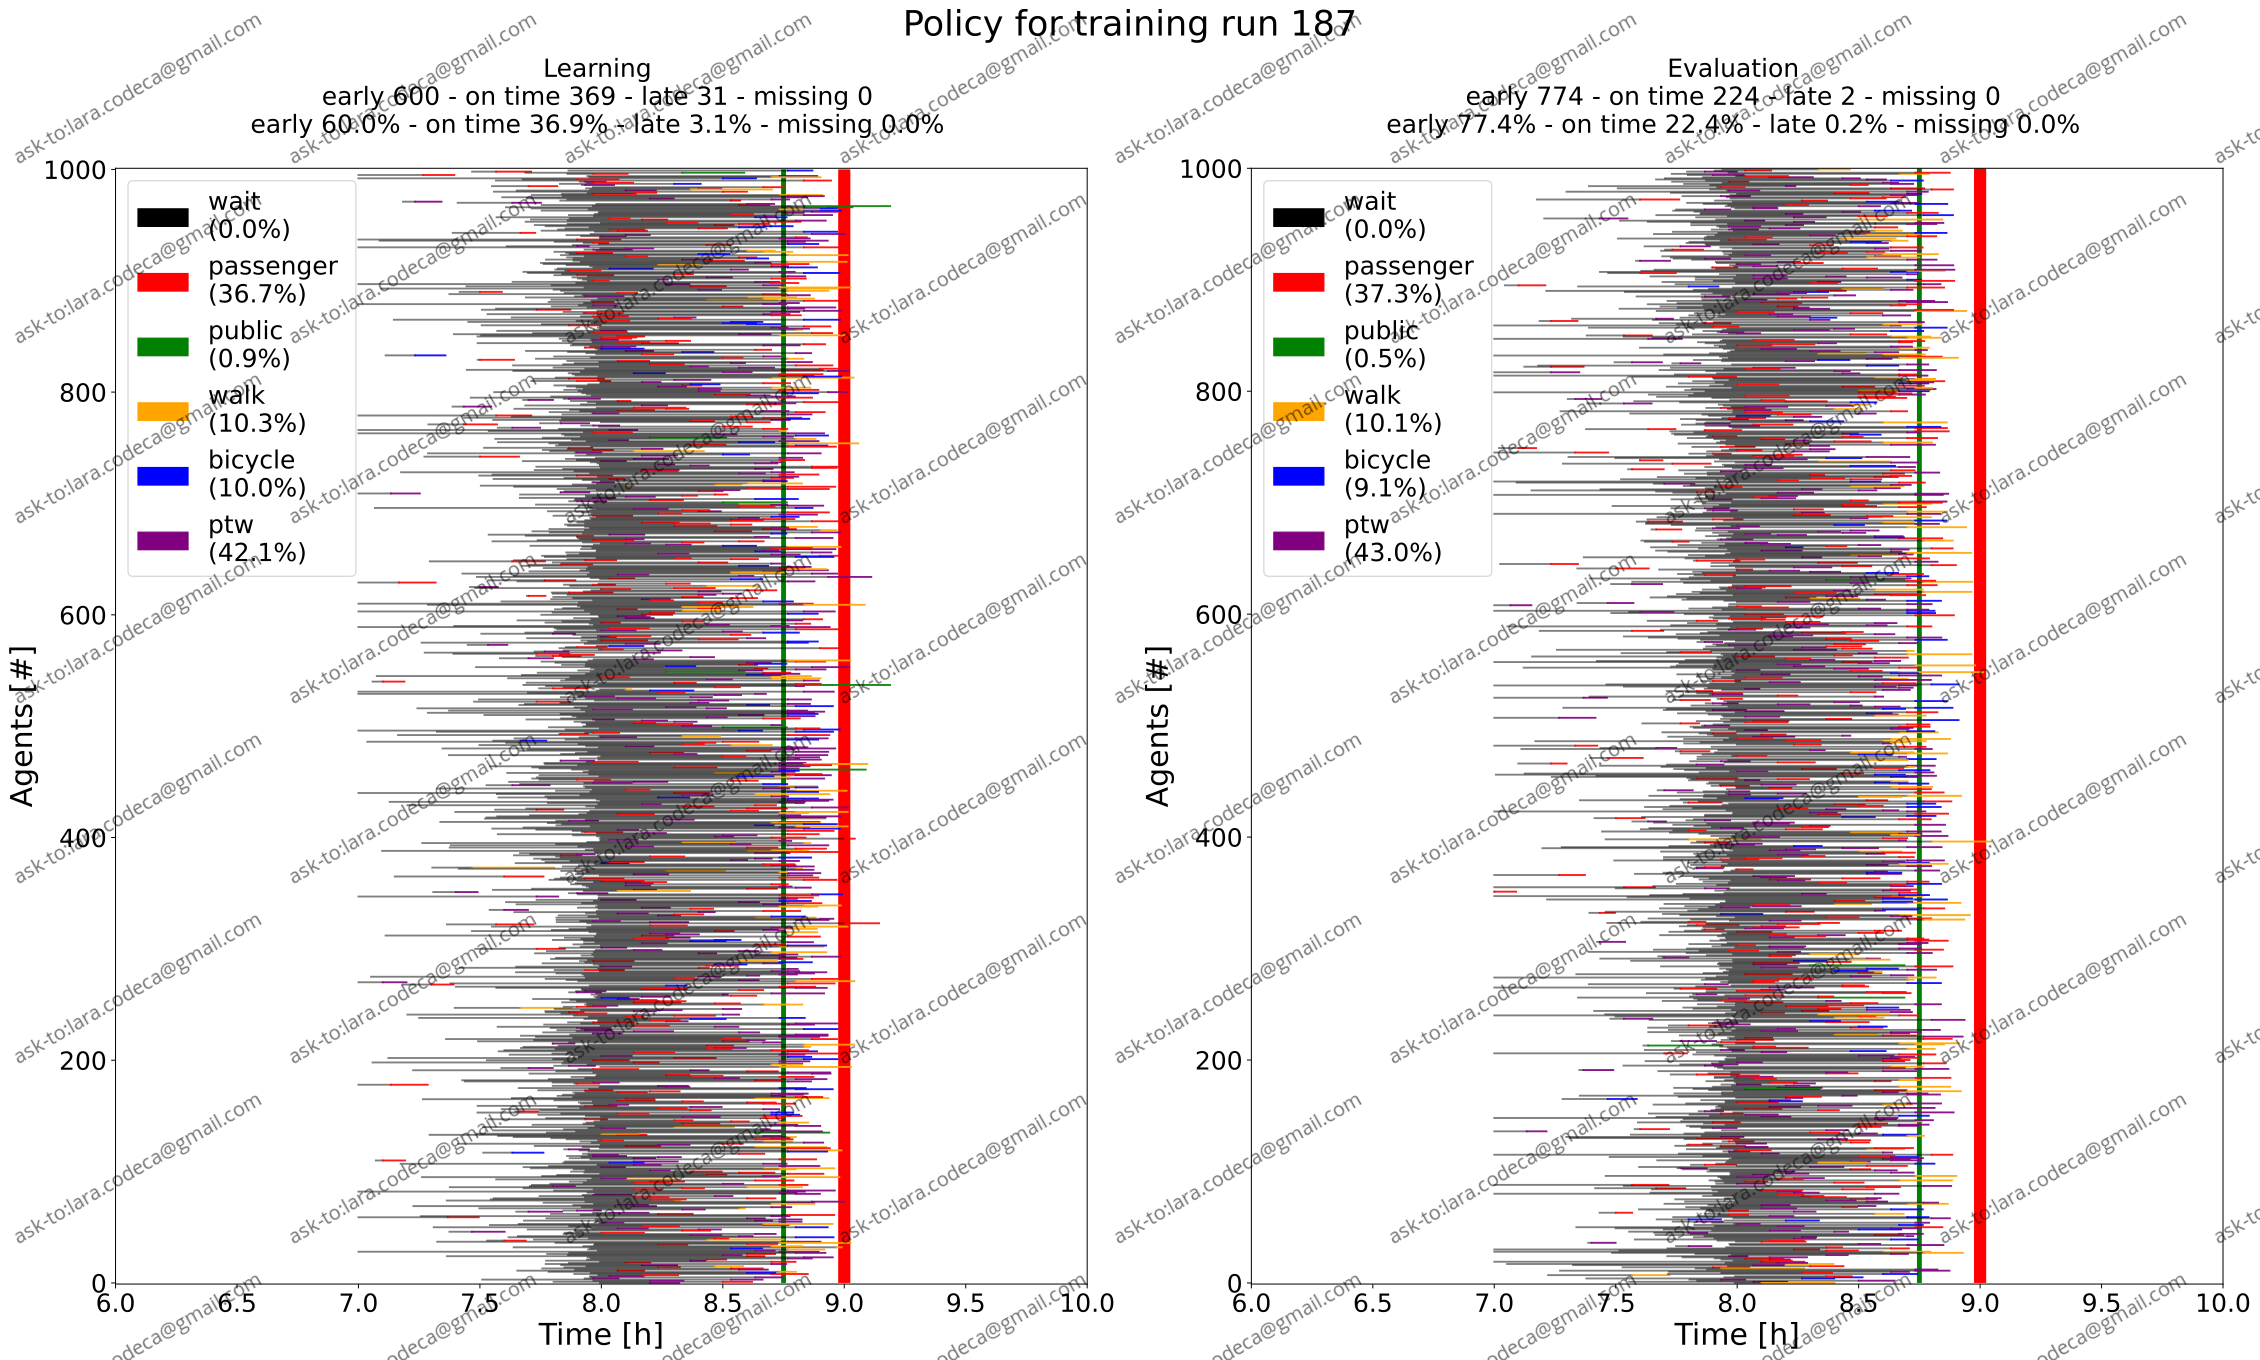 Policy for training run 187
Learning
early 600 - on time 369 - late 31 - missing 0
early 60.0% - on time 36.9% - late 3.1% - missing 0.0%
1000
800
600
400
200
0
Agents [#]
wait
(0.0%)
passenger
(36.7%)
public
(0.9%)
walk
(10.3%)
bicycle
(10.0%)
ptw
(42.1%)
6.0 6.5 7.0 7.5 8.0 8.5 9.0 9.5 10.0
Time [h]
Evaluation
early 774 - on time 224 - late 2 - missing 0
early 77.4% - on time 22.4% - late 0.2% - missing 0.0%
1000
800
600
400
200
0
Agents [#]
wait
(0.0%)
passenger
(37.3%)
public
(0.5%)
walk
(10.1%)
bicycle
(9.1%)
ptw
(43.0%)
6.0 6.5 7.0 7.5 8.0 8.5 9.0 9.5 10.0
Time [h]
ask-to:lara.codeca@gmail.com